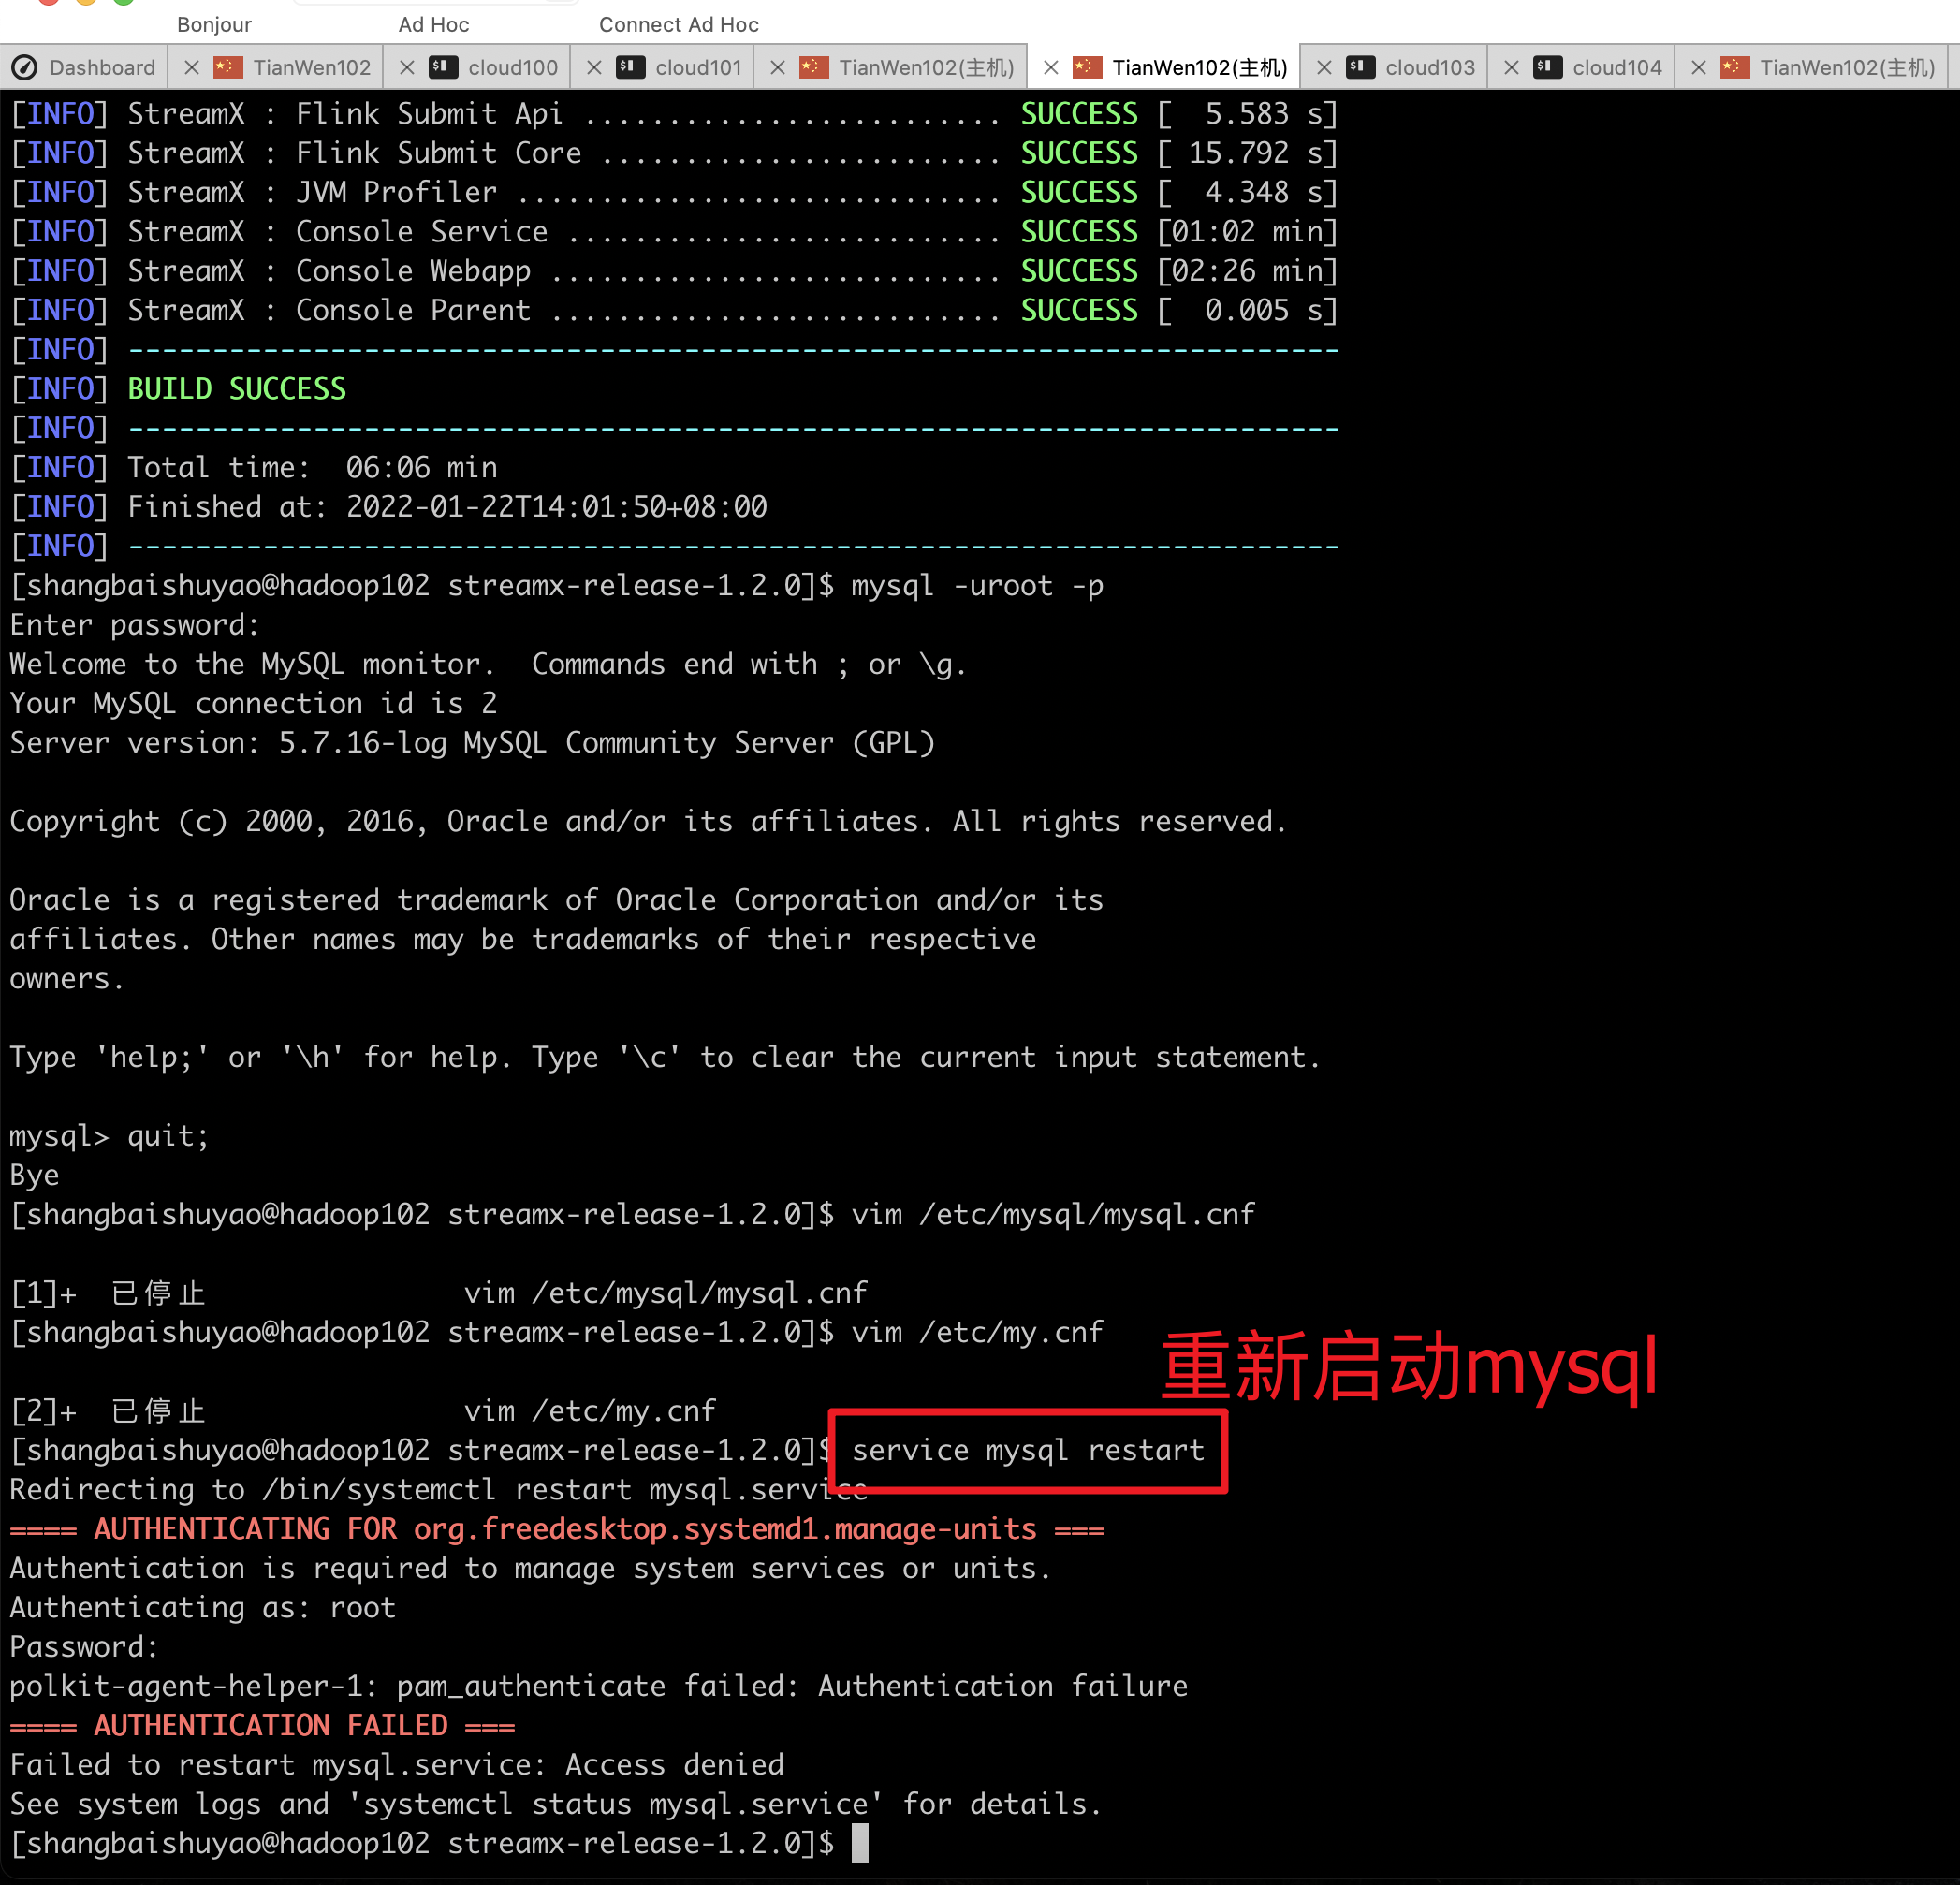 Bonjour Ad Hoc Connect Ad Hoc
Dashboard TianWen102 cloud100 cloud101 TianWen102(主机) TianWen102(主机) cloud103 cloud104 TianWen102(主机)
[INFO] StreamX : Flink Submit Api ......................... SUCCESS [  5.583 s]
[INFO] StreamX : Flink Submit Core ........................ SUCCESS [ 15.792 s]
[INFO] StreamX : JVM Profiler ............................. SUCCESS [  4.348 s]
[INFO] StreamX : Console Service .......................... SUCCESS [01:02 min]
[INFO] StreamX : Console Webapp ........................... SUCCESS [02:26 min]
[INFO] StreamX : Console Parent ........................... SUCCESS [  0.005 s]
[INFO] ------------------------------------------------------------------------
[INFO] BUILD SUCCESS
[INFO] ------------------------------------------------------------------------
[INFO] Total time:  06:06 min
[INFO] Finished at: 2022-01-22T14:01:50+08:00
[INFO] ------------------------------------------------------------------------
[shangbaishuyao@hadoop102 streamx-release-1.2.0]$ mysql -uroot -p
Enter password:
Welcome to the MySQL monitor.  Commands end with ; or \g.
Your MySQL connection id is 2
Server version: 5.7.16-log MySQL Community Server (GPL)
Copyright (c) 2000, 2016, Oracle and/or its affiliates. All rights reserved.
Oracle is a registered trademark of Oracle Corporation and/or its
affiliates. Other names may be trademarks of their respective
owners.
Type 'help;' or '\h' for help. Type '\c' to clear the current input statement.
mysql> quit;
Bye
[shangbaishuyao@hadoop102 streamx-release-1.2.0]$ vim /etc/mysql/mysql.cnf
[1]+  已停止               vim /etc/mysql/mysql.cnf
[shangbaishuyao@hadoop102 streamx-release-1.2.0]$ vim /etc/my.cnf
重新启动mysql
[2]+  已停止               vim /etc/my.cnf
[shangbaishuyao@hadoop102 streamx-release-1.2.0]$ service mysql restart
Redirecting to /bin/systemctl restart mysql.service
==== AUTHENTICATING FOR org.freedesktop.systemd1.manage-units ===
Authentication is required to manage system services or units.
Authenticating as: root
Password:
polkit-agent-helper-1: pam_authenticate failed: Authentication failure
==== AUTHENTICATION FAILED ===
Failed to restart mysql.service: Access denied
See system logs and 'systemctl status mysql.service' for details.
[shangbaishuyao@hadoop102 streamx-release-1.2.0]$